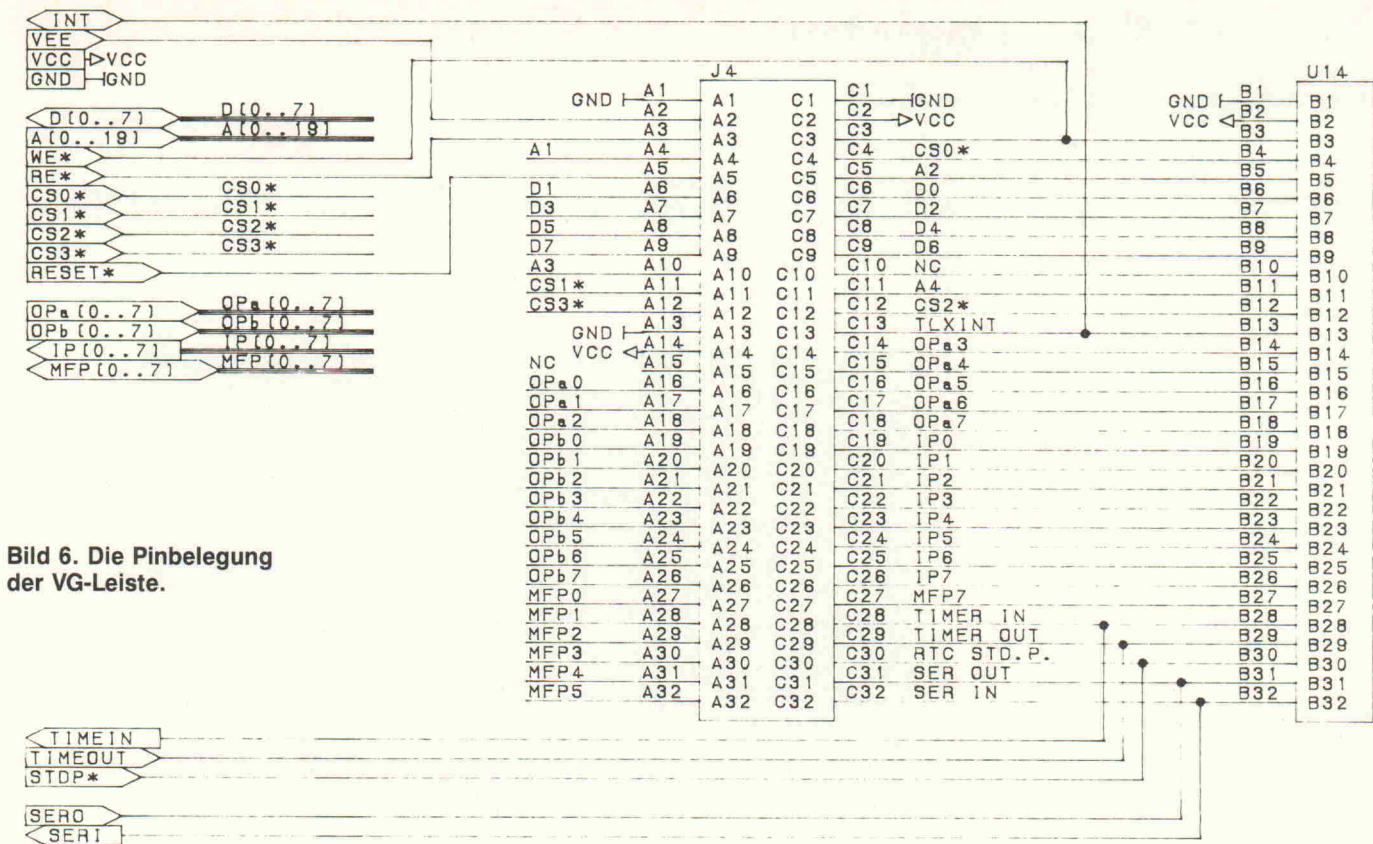 INT
VEE
VCC VCC
GND GND
D[0..7] D[0..7]
A[0..19] A[0..19]
WE*
RE*
CS0* CS0*
CS1* CS1*
CS2* CS2*
CS3* CS3*
RESET*
OPa[0..7] OPa[0..7]
OPb[0..7] OPb[0..7]
IP[0..7] IP[0..7]
MFP[0..7] MFP[0..7]
Bild 6. Die Pinbelegung
der VG-Leiste.
TIMEIN
TIMEOUT
STDP*
SERO
SERI
J4 U14
GND A1 A1 C1 C1 GND GND B1 B1
A2 A2 C2 C2 VCC VCC B2 B2
A3 A3 C3 C3 B3 B3
A1 A4 A4 C4 C4 CS0* B4 B4
A5 A5 C5 C5 A2 B5 B5
D1 A6 A6 C6 C6 D0 B6 B6
D3 A7 A7 C7 C7 D2 B7 B7
D5 A8 A8 C8 C8 D4 B8 B8
D7 A9 A9 C9 C9 D6 B9 B9
A3 A10 A10 C10 C10 NC B10 B10
CS1* A11 A11 C11 C11 A4 B11 B11
CS3* A12 A12 C12 C12 CS2* B12 B12
GND A13 A13 C13 C13 TLXINT B13 B13
VCC A14 A14 C14 C14 OPa3 B14 B14
NC A15 A15 C15 C15 OPa4 B15 B15
OPa0 A16 A16 C16 C16 OPa5 B16 B16
OPa1 A17 A17 C17 C17 OPa6 B17 B17
OPa2 A18 A18 C18 C18 OPa7 B18 B18
OPb0 A19 A19 C19 C19 IP0 B19 B19
OPb1 A20 A20 C20 C20 IP1 B20 B20
OPb2 A21 A21 C21 C21 IP2 B21 B21
OPb3 A22 A22 C22 C22 IP3 B22 B22
OPb4 A23 A23 C23 C23 IP4 B23 B23
OPb5 A24 A24 C24 C24 IP5 B24 B24
OPb6 A25 A25 C25 C25 IP6 B25 B25
OPb7 A26 A26 C26 C26 IP7 B26 B26
MFP0 A27 A27 C27 C27 MFP7 B27 B27
MFP1 A28 A28 C28 C28 TIMER IN B28 B28
MFP2 A29 A29 C29 C29 TIMER OUT B29 B29
MFP3 A30 A30 C30 C30 RTC STD.P. B30 B30
MFP4 A31 A31 C31 C31 SER OUT B31 B31
MFP5 A32 A32 C32 C32 SER IN B32 B32